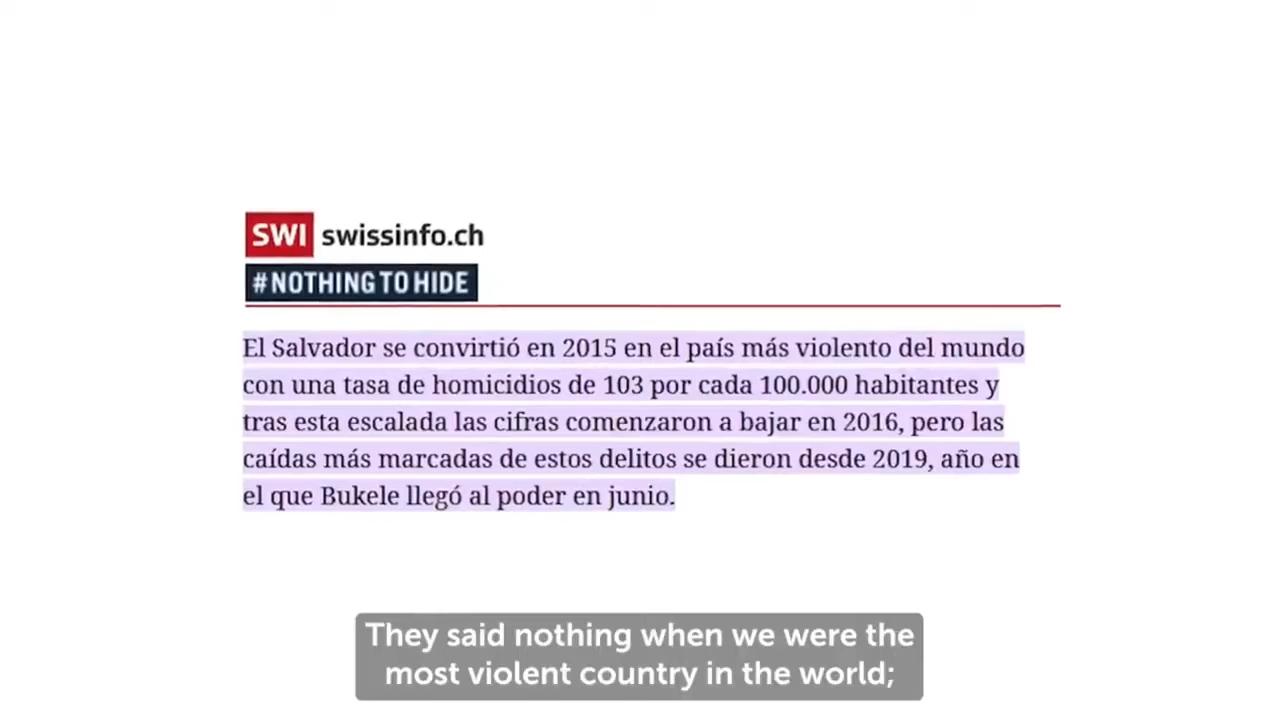 SWI swissinfo.ch
#NOTHING TO HIDE
El Salvador se convirtió en 2015 en el país más violento del mundo
con una tasa de homicidios de 103 por cada 100.000 habitantes y
tras esta escalada las cifras comenzaron a bajar en 2016, pero las
caídas más marcadas de estos delitos se dieron desde 2019, año en
el que Bukele llegó al poder en junio.
They said nothing when we were the
most violent country in the world;